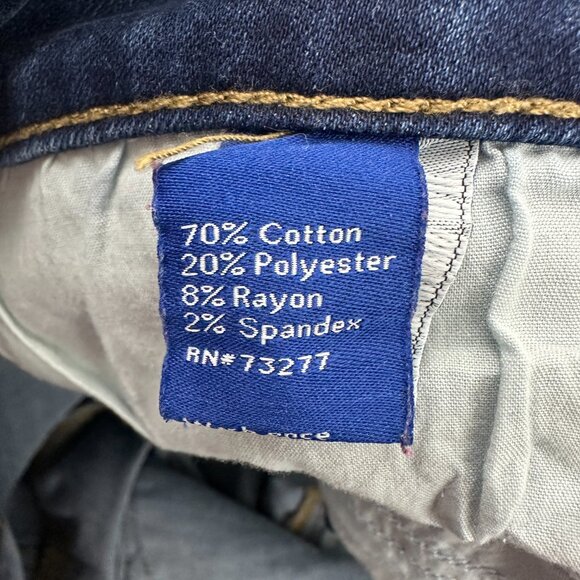 70% Cotton
20% Polyester
8% Rayon
2% Spandex
RN#73277